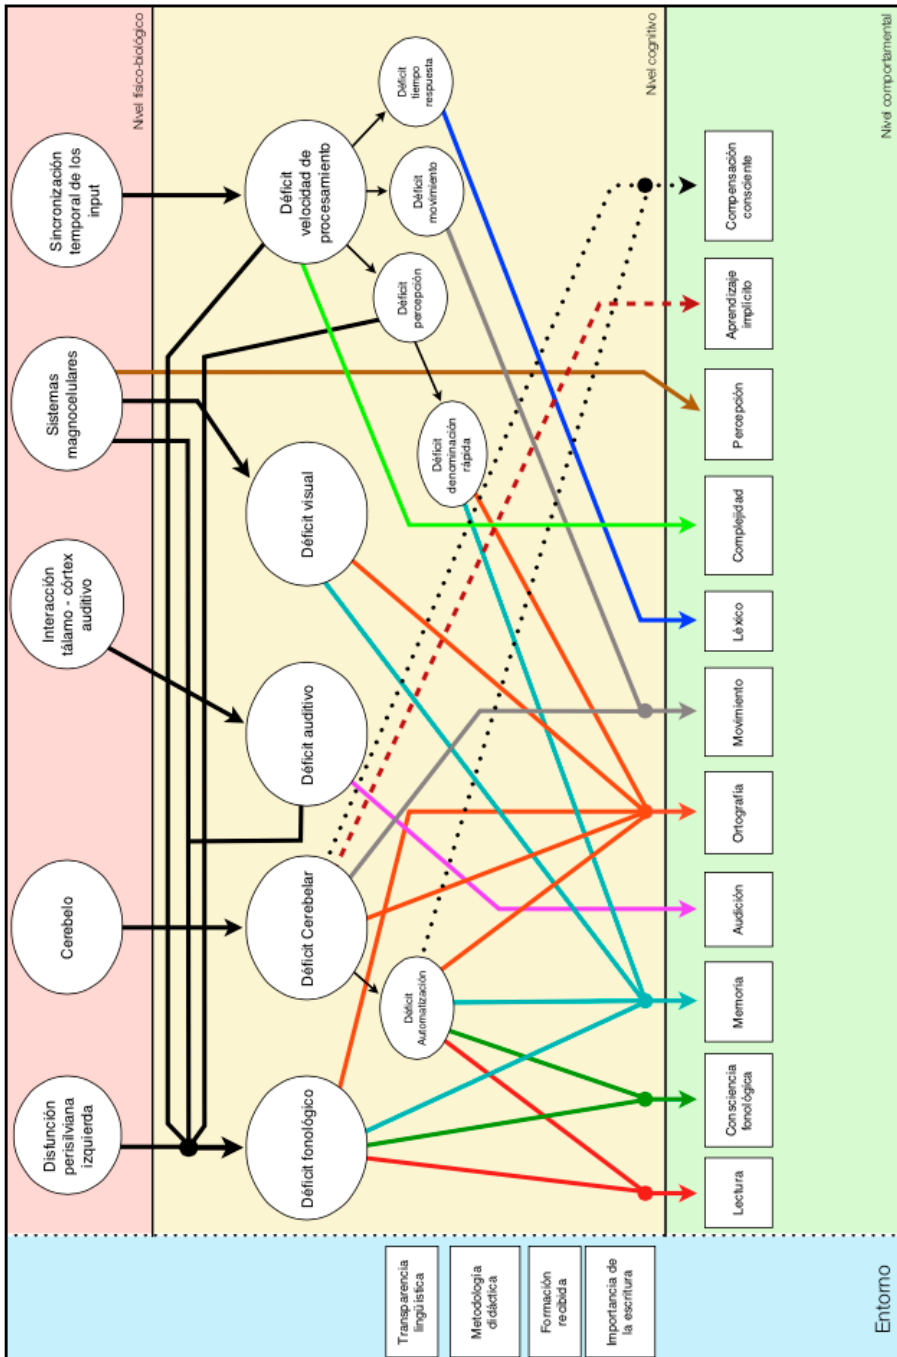 Disfunción
perisilviana
izquierda
Cerebelo
Interacción
tálamo - córtex
auditivo
Sistemas
magnocelulares
Sincronización
temporal de los
input
Nivel físico-biológico
Déficit fonológico
Déficit Cerebelar
Déficit auditivo
Déficit visual
Déficit
velocidad de
procesamiento
Déficit
Automatización
Déficit
denominación
rápida
Déficit
percepción
Déficit
movimiento
Déficit
tiempo
respuesta
Nivel cognitivo
Transparencia
lingüística
Metodología
didáctica
Formación
recibida
Importancia de
la escritura
Entorno
Lectura
Consciencia
fonológica
Memoria
Audición
Ortografía
Movimiento
Léxico
Complejidad
Percepción
Aprendizaje
implícito
Compensación
consciente
Nivel comportamental